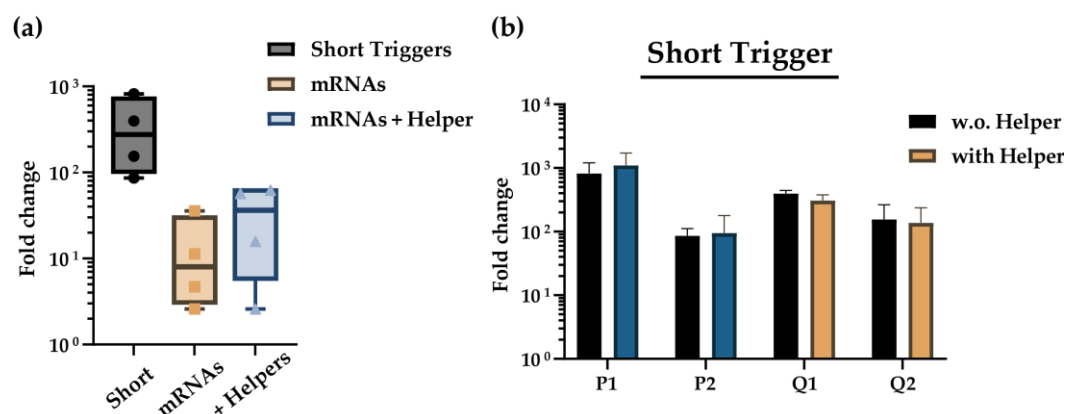 (a)
Short Triggers
mRNAs
mRNAs + Helper
Fold change
10³
10²
10¹
10⁰
Short
mRNAs
+ Helpers
(b)
Short Trigger
w.o. Helper
with Helper
Fold change
10⁴
10³
10²
10¹
10⁰
P1
P2
Q1
Q2